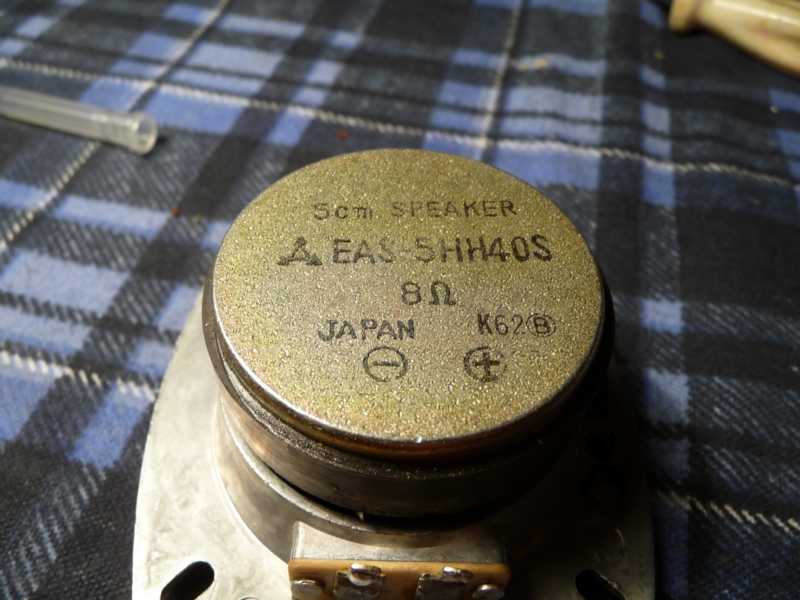 5cm SPEAKER
EAS-5HH40S
8Ω
JAPAN K62Ⓑ
⊖ ⊕